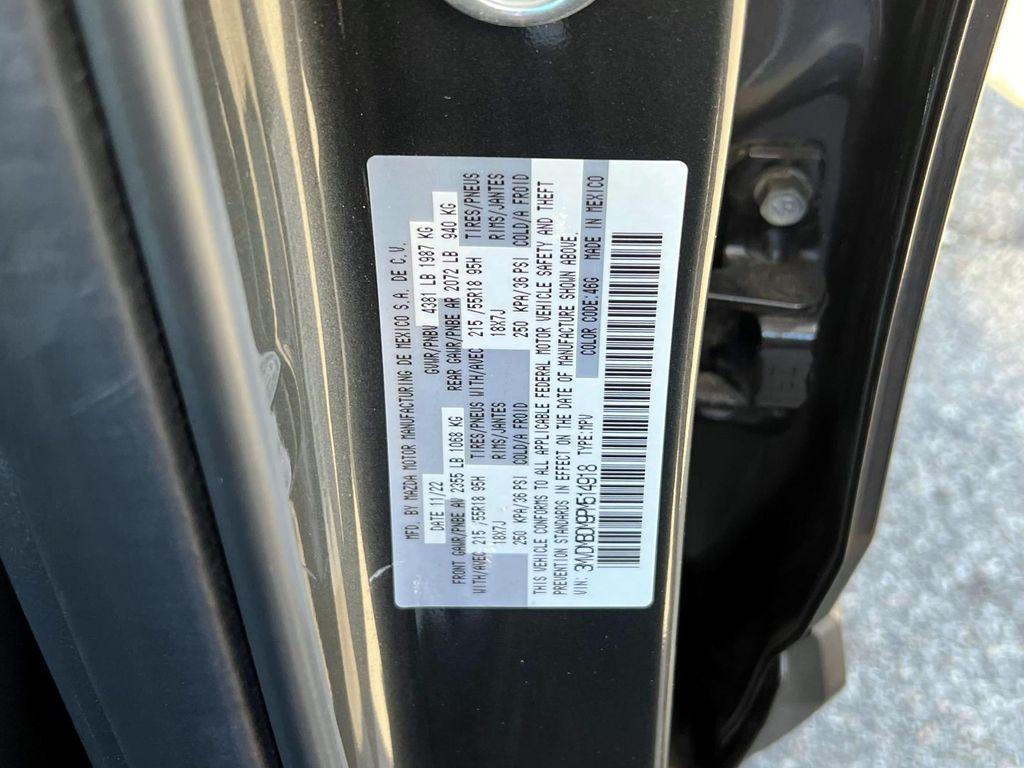 MFD. BY MAZDA MOTOR MANUFACTURING DE MEXICO S.A. DE C.V.
DATE 11/22 GVWR/PNBV 4381 LB 1987 KG
FRONT GAWR/PNBE AV 2355 LB 1068 KG REAR GAWR/PNBE AR 2072 LB 940 KG
WITH/AVEC 215 /55R18 95H TIRES/PNEUS WITH/AVEC 215 /55R18 95H TIRES/PNEUS
18X7J RIMS/JANTES 18X7J RIMS/JANTES
250 KPA/36 PSI COLD/A FROID 250 KPA/36 PSI COLD/A FROID
THIS VEHICLE CONFORMS TO ALL APPLICABLE FEDERAL MOTOR VEHICLE SAFETY AND THEFT
PREVENTION STANDARDS IN EFFECT ON THE DATE OF MANUFACTURE SHOWN ABOVE.
VIN: TYPE:MPV COLOR CODE:46G MADE IN MEXICO